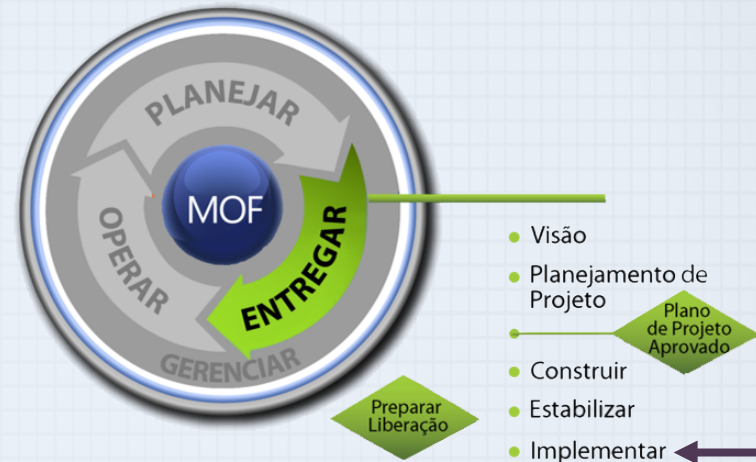 PLANEJAR
MOF
OPERAR
ENTREGAR
GERENCIAR
Visão
Planejamento de
Projeto
Plano
de Projeto
Aprovado
Construir
Preparar
Liberação
Estabilizar
Implementar